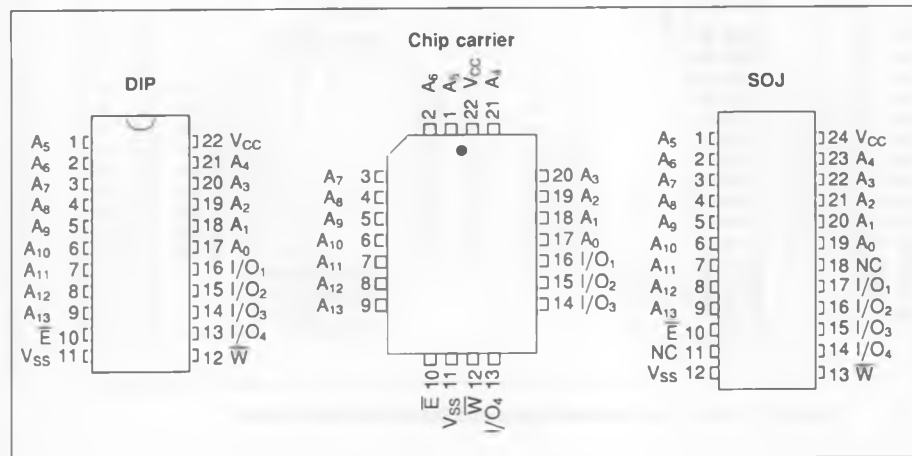 Chip carrier
DIP
A5 1 22 VCC
A6 2 21 A4
A7 3 20 A3
A8 4 19 A2
A9 5 18 A1
A10 6 17 A0
A11 7 16 I/O1
A12 8 15 I/O2
A13 9 14 I/O3
E̅ 10 13 I/O4
VSS 11 12 W̅
A6 A5 VCC A4
2 1 22 21
A7 3 20 A3
A8 4 19 A2
A9 5 18 A1
A10 6 17 A0
A11 7 16 I/O1
A12 8 15 I/O2
A13 9 14 I/O3
10 11 12 13
E̅ VSS W̅ I/O4
SOJ
A5 1 24 VCC
A6 2 23 A4
A7 3 22 A3
A8 4 21 A2
A9 5 20 A1
A10 6 19 A0
A11 7 18 NC
A12 8 17 I/O1
A13 9 16 I/O2
E̅ 10 15 I/O3
NC 11 14 I/O4
VSS 12 13 W̅